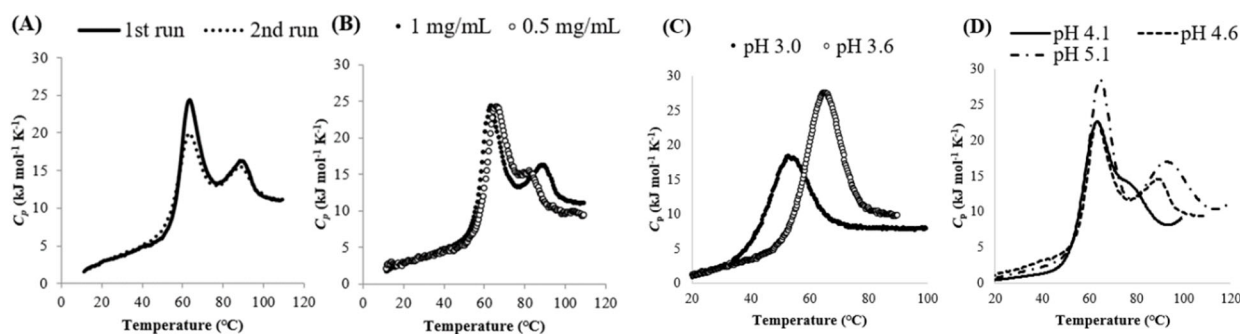 (A) 1st run 2nd run
Cp (kJ mol-1 K-1)
30
25
20
15
10
5
0
0 20 40 60 80 100 120
Temperature (°C)
(B) 1 mg/mL 0.5 mg/mL
Cp (kJ mol-1 K-1)
30
25
20
15
10
5
0
0 20 40 60 80 100 120
Temperature (°C)
(C) pH 3.0 pH 3.6
Cp (kJ mol-1 K-1)
30
25
20
15
10
5
0
20 40 60 80 100
Temperature (°C)
(D) pH 4.1 pH 4.6
pH 5.1
Cp (kJ mol-1 K-1)
30
25
20
15
10
5
0
20 40 60 80 100 120
Temperature (°C)